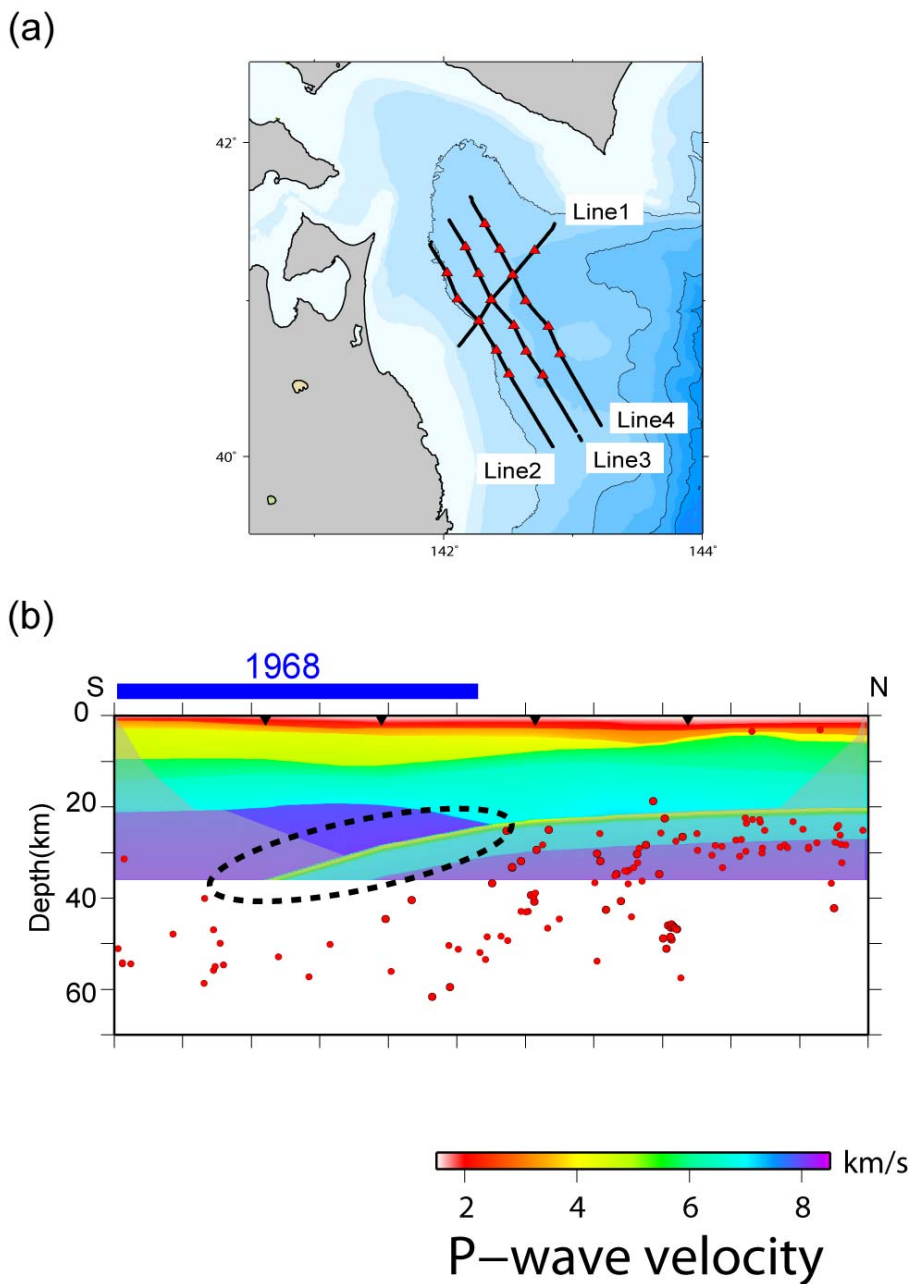 (a)
42°
Line1
40°
Line4
Line3
Line2
142°
144°
(b)
1968
S
N
0
20
40
60
Depth(km)
km/s
2
4
6
8
P–wave velocity